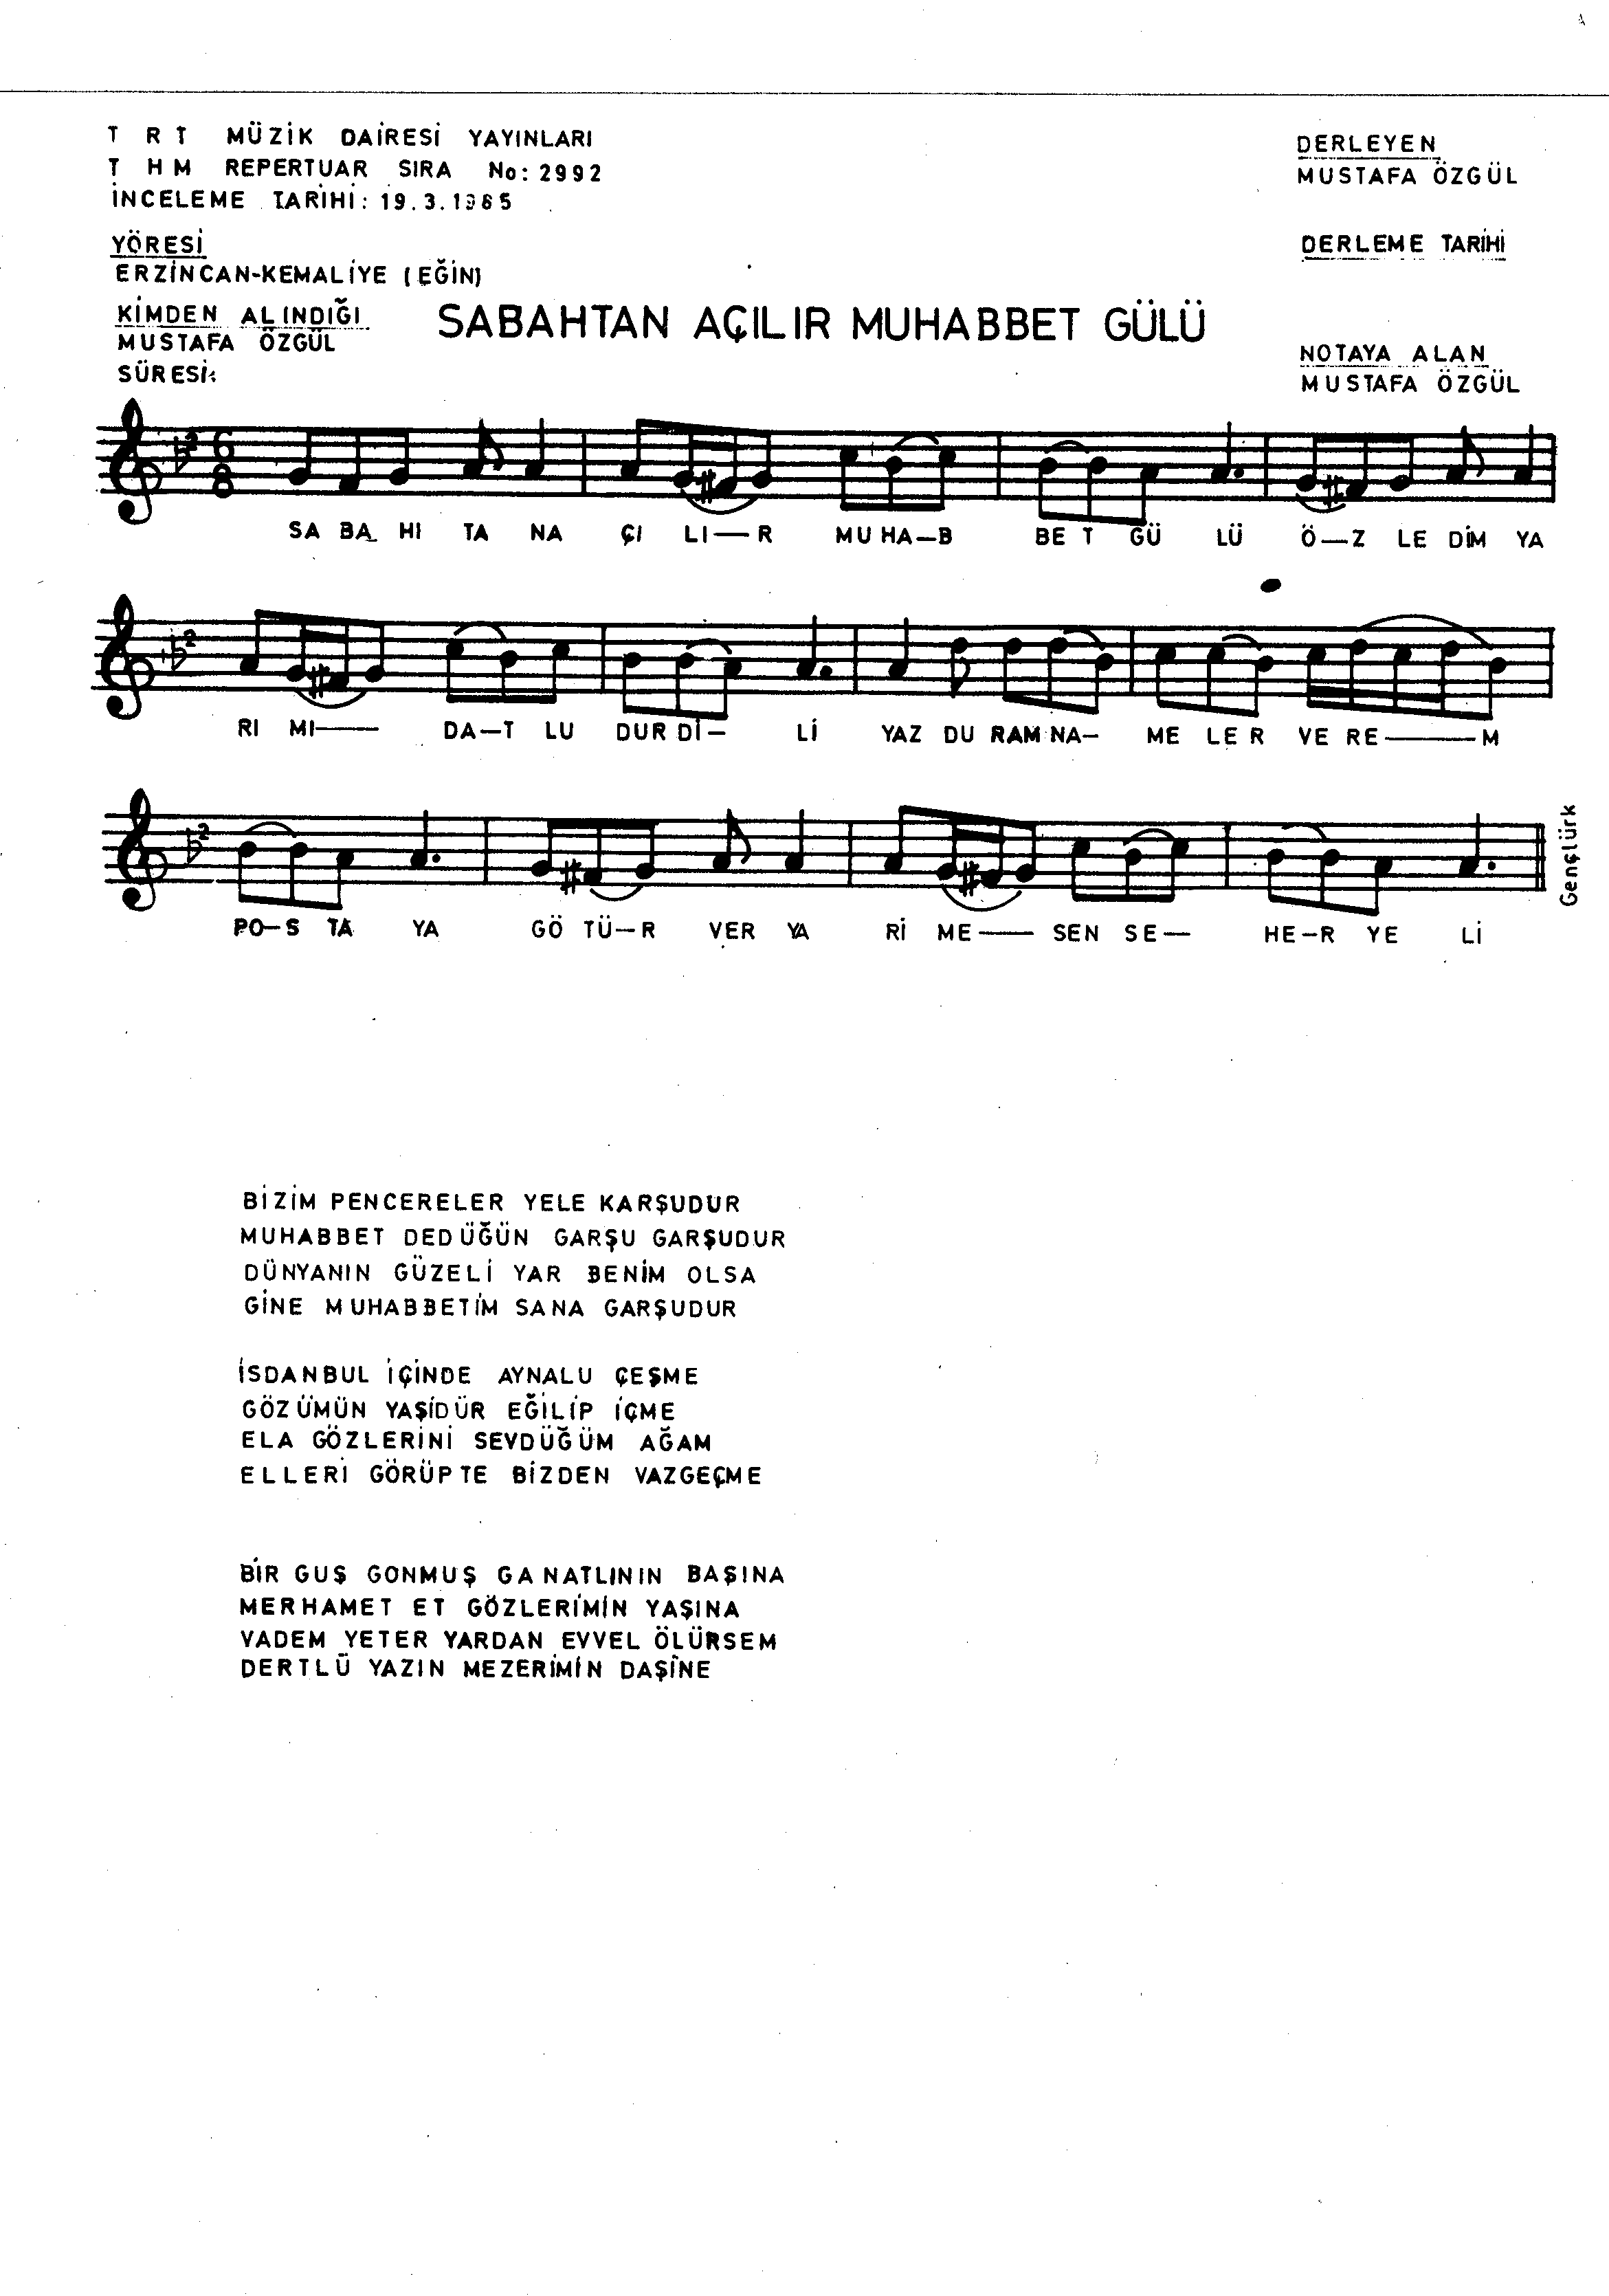 T R T MÜZİK DAİRESİ YAYINLARI
T H M REPERTUAR SIRA No: 2992
İNCELEME TARİHİ: 19.3.1985
YÖRESİ
ERZİNCAN-KEMALİYE (EĞİN)
KİMDEN ALINDIĞI
MUSTAFA ÖZGÜL
SÜRESİ:
SABAHTAN AÇILIR MUHABBET GÜLÜ
DERLEYEN
MUSTAFA ÖZGÜL
DERLEME TARİHİ
NOTAYA ALAN
MUSTAFA ÖZGÜL
SA BA HI TA NA ÇI LI—R MU HA—B BE T GÜ LÜ Ö—Z LE DİM YA
RI MI— DA—T LU DUR Dİ— Lİ YAZ DU RAM NA— ME LE R VE RE—M
PO—S TA YA GÖ TÜ—R VER YA Rİ ME— SEN SE— HE—R YE Lİ
Gençtürk
BİZİM PENCERELER YELE KARŞUDUR
MUHABBET DEDÜĞÜN GARŞU GARŞUDUR
DÜNYANIN GÜZELİ YAR BENİM OLSA
GİNE MUHABBETİM SANA GARŞUDUR
İSDANBUL İÇİNDE AYNALU ÇEŞME
GÖZÜMÜN YAŞİDÜR EĞİLİP İÇME
ELA GÖZLERİNİ SEVDÜĞÜM AĞAM
ELLERİ GÖRÜPTE BİZDEN VAZGEÇME
BİR GUŞ GONMUŞ GANATLININ BAŞINA
MERHAMET ET GÖZLERİMİN YAŞINA
VADEM YETER YARDAN EVVEL ÖLÜRSEM
DERTLÜ YAZIN MEZERİMİN DAŞİNE